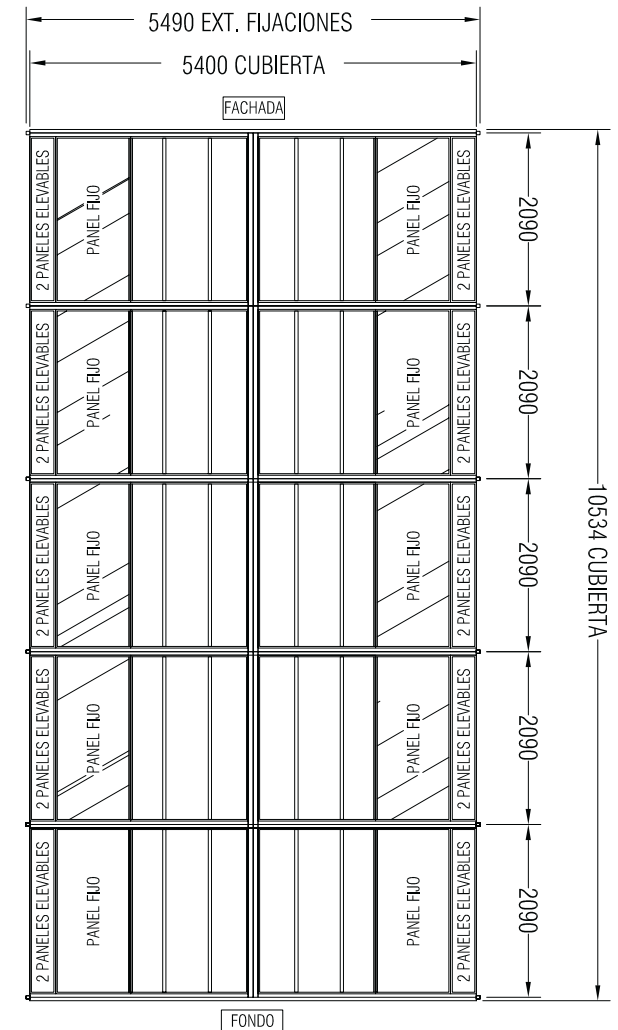 5490 EXT. FIJACIONES
5400 CUBIERTA
FACHADA
2 PANELES ELEVABLES
PANEL FIJO
PANEL FIJO
2 PANELES ELEVABLES
2090
2 PANELES ELEVABLES
PANEL FIJO
PANEL FIJO
2 PANELES ELEVABLES
2090
2 PANELES ELEVABLES
PANEL FIJO
PANEL FIJO
2 PANELES ELEVABLES
2090
10534 CUBIERTA
2 PANELES ELEVABLES
PANEL FIJO
PANEL FIJO
2 PANELES ELEVABLES
2090
2 PANELES ELEVABLES
PANEL FIJO
PANEL FIJO
2 PANELES ELEVABLES
2090
FONDO